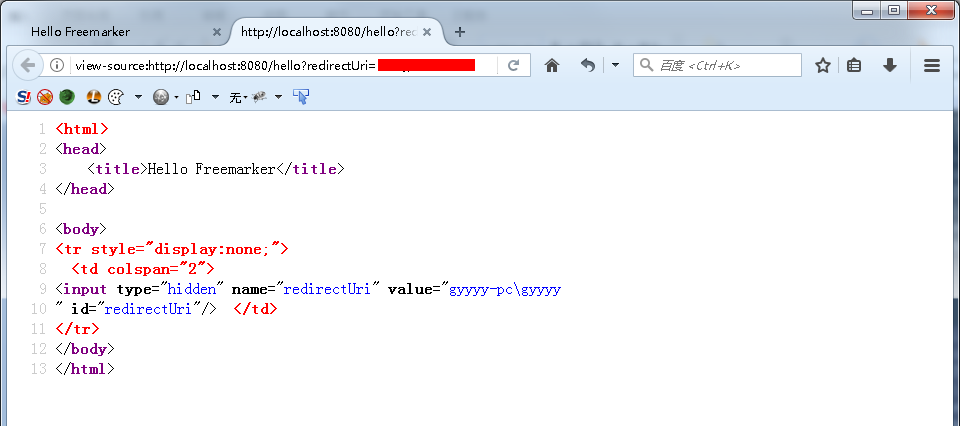 Hello Freemarker
http://localhost:8080/hello?red
view-source:http://localhost:8080/hello?redirectUri=
百度 <Ctrl+K>
S!
无
1 <html>
2 <head>
3     <title>Hello Freemarker</title>
4 </head>
5
6 <body>
7 <tr style="display:none;">
8   <td colspan="2">
9 <input type="hidden" name="redirectUri" value="gyyyy-pc\gyyyy
10 " id="redirectUri"/>  </td>
11 </tr>
12 </body>
13 </html>